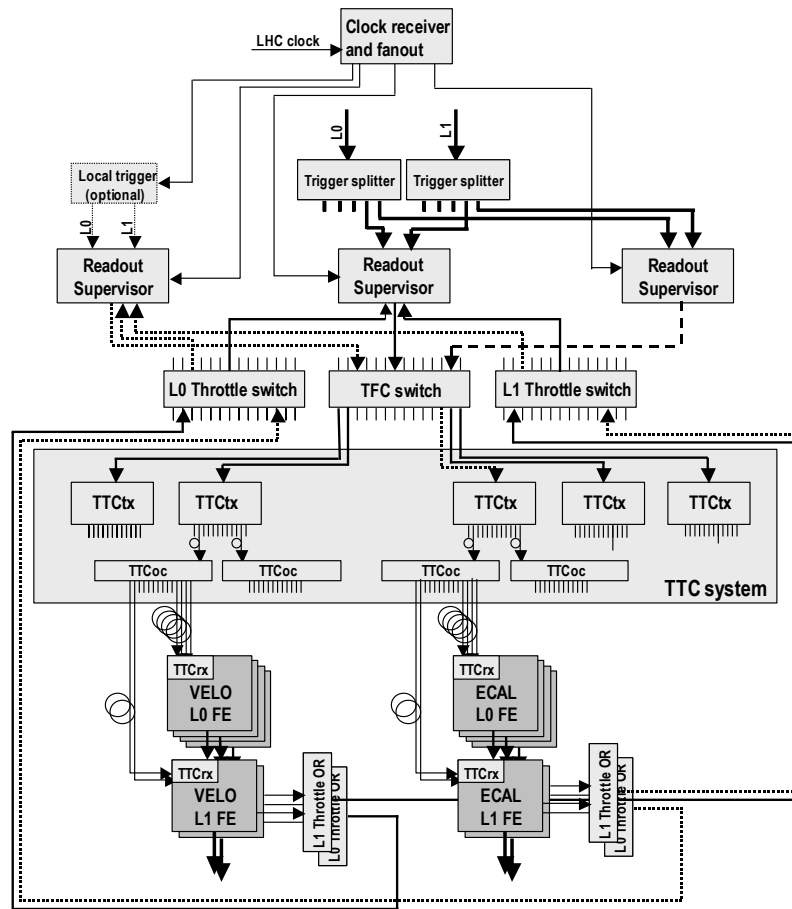 Clock receiver
and fanout
LHC clock
L0
L1
Local trigger
(optional)
Trigger splitter
Trigger splitter
L0
L1
Readout
Supervisor
Readout
Supervisor
Readout
Supervisor
L0 Throttle switch
TFC switch
L1 Throttle switch
TTCtx
TTCtx
TTCtx
TTCtx
TTCtx
TTCoc
TTCoc
TTCoc
TTCoc
TTC system
TTCrx
VELO
L0 FE
TTCrx
ECAL
L0 FE
TTCrx
VELO
L1 FE
L1 Throttle OR
L0 Throttle OR
TTCrx
ECAL
L1 FE
L1 Throttle OR
L0 Throttle OR